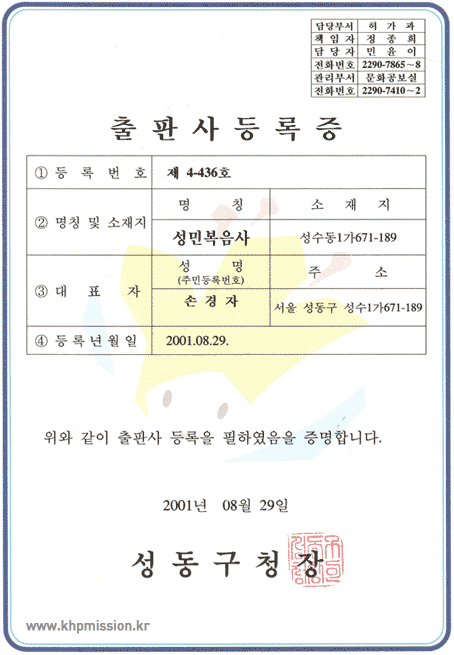 담당부서 허 가 과
책 임 자 정 종 희
담 당 자 민 윤 이
전화번호 2290-7865~8
관리부서 문화공보실
전화번호 2290-7410~2
출 판 사 등 록 증
① 등 록 번 호 제 4-436호
② 명칭 및 소재지 명 칭 소 재 지
성민복음사 성수동1가671-189
③ 대 표 자 성 명 주 소
(주민등록번호)
손 경 자 서울 성동구 성수1가671-189
④ 등록년월일 2001.08.29.
위와 같이 출판사 등록을 필하였음을 증명합니다.
2001년 08월 29일
성 동 구 청 장
www.khpmission.kr